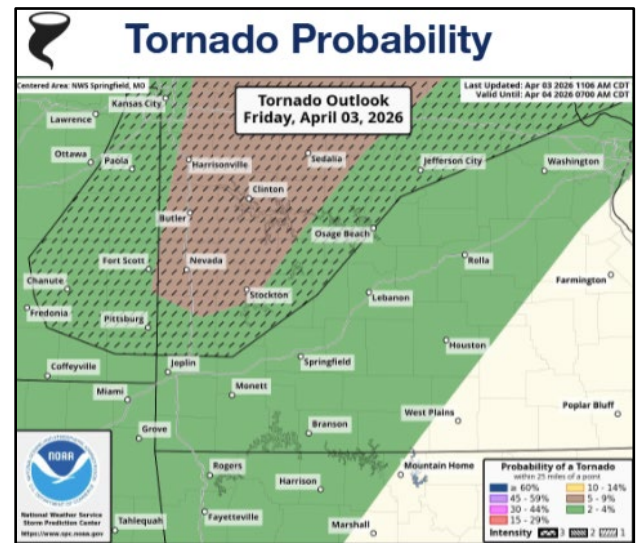 Tornado Probability
Centered Area: NWS Springfield, MO
Last Updated: Apr 03 2026 1106 AM CDT
Valid Until: Apr 04 2026 0700 AM CDT
Tornado Outlook
Friday, April 03, 2026
Kansas City
Lawrence
Ottawa
Paola
Harrisonville
Sedalia
Jefferson City
Washington
Clinton
Butler
Osage Beach
Fort Scott
Nevada
Rolla
Chanute
Stockton
Lebanon
Farmington
Fredonia
Pittsburg
Houston
Coffeyville
Joplin
Springfield
Miami
Monett
West Plains
Poplar Bluff
Grove
Branson
Rogers
Harrison
Mountain Home
Tahlequah
Fayetteville
Marshall
NOAA
National Weather Service
Storm Prediction Center
https://www.spc.noaa.gov
Probability of a Tornado
within 25 miles of a point
≥ 60%
10 - 14%
45 - 59%
5 - 9%
30 - 44%
2 - 4%
15 - 29%
Intensity 3 2 1